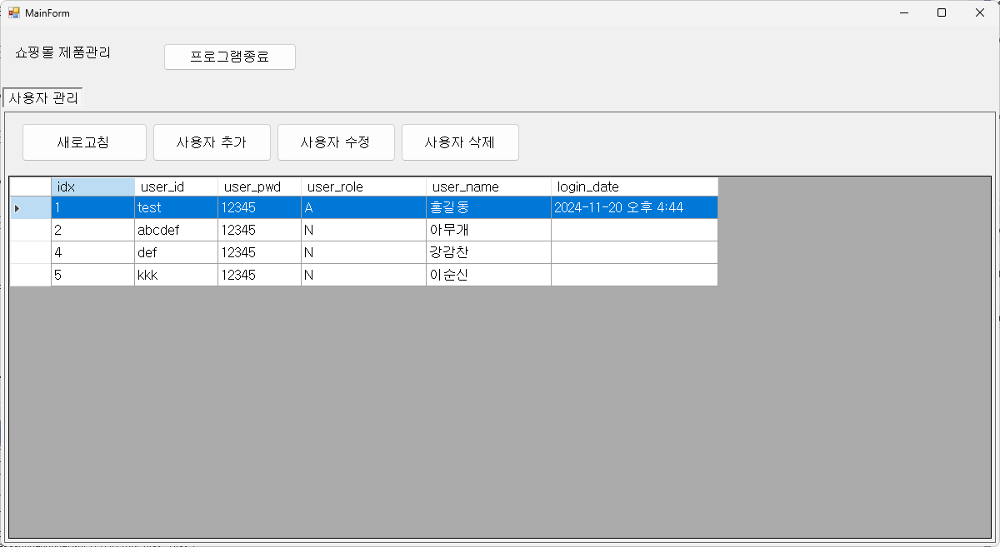 MainForm
쇼핑몰 제품관리 프로그램종료
사용자 관리
새로고침 사용자 추가 사용자 수정 사용자 삭제
idx user_id user_pwd user_role user_name login_date
1 test 12345 A 홍길동 2024-11-20 오후 4:44
2 abcdef 12345 N 아무개
4 def 12345 N 강감찬
5 kkk 12345 N 이순신